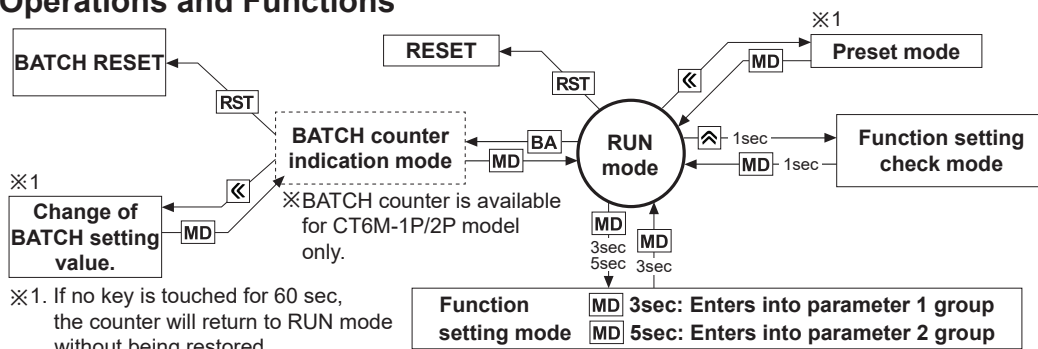 Operations and Functions
BATCH RESET
RST
RESET
RST
※1
Preset mode
«
MD
BATCH counter
indication mode
BA
MD
RUN
mode
1sec
MD 1sec
Function setting
check mode
※1
Change of
BATCH setting
value.
«
MD
※BATCH counter is available
for CT6M-1P/2P model
only.
MD
3sec
5sec
MD
3sec
※1. If no key is touched for 60 sec,
the counter will return to RUN mode
without being restored
Function
setting mode
MD 3sec: Enters into parameter 1 group
MD 5sec: Enters into parameter 2 group